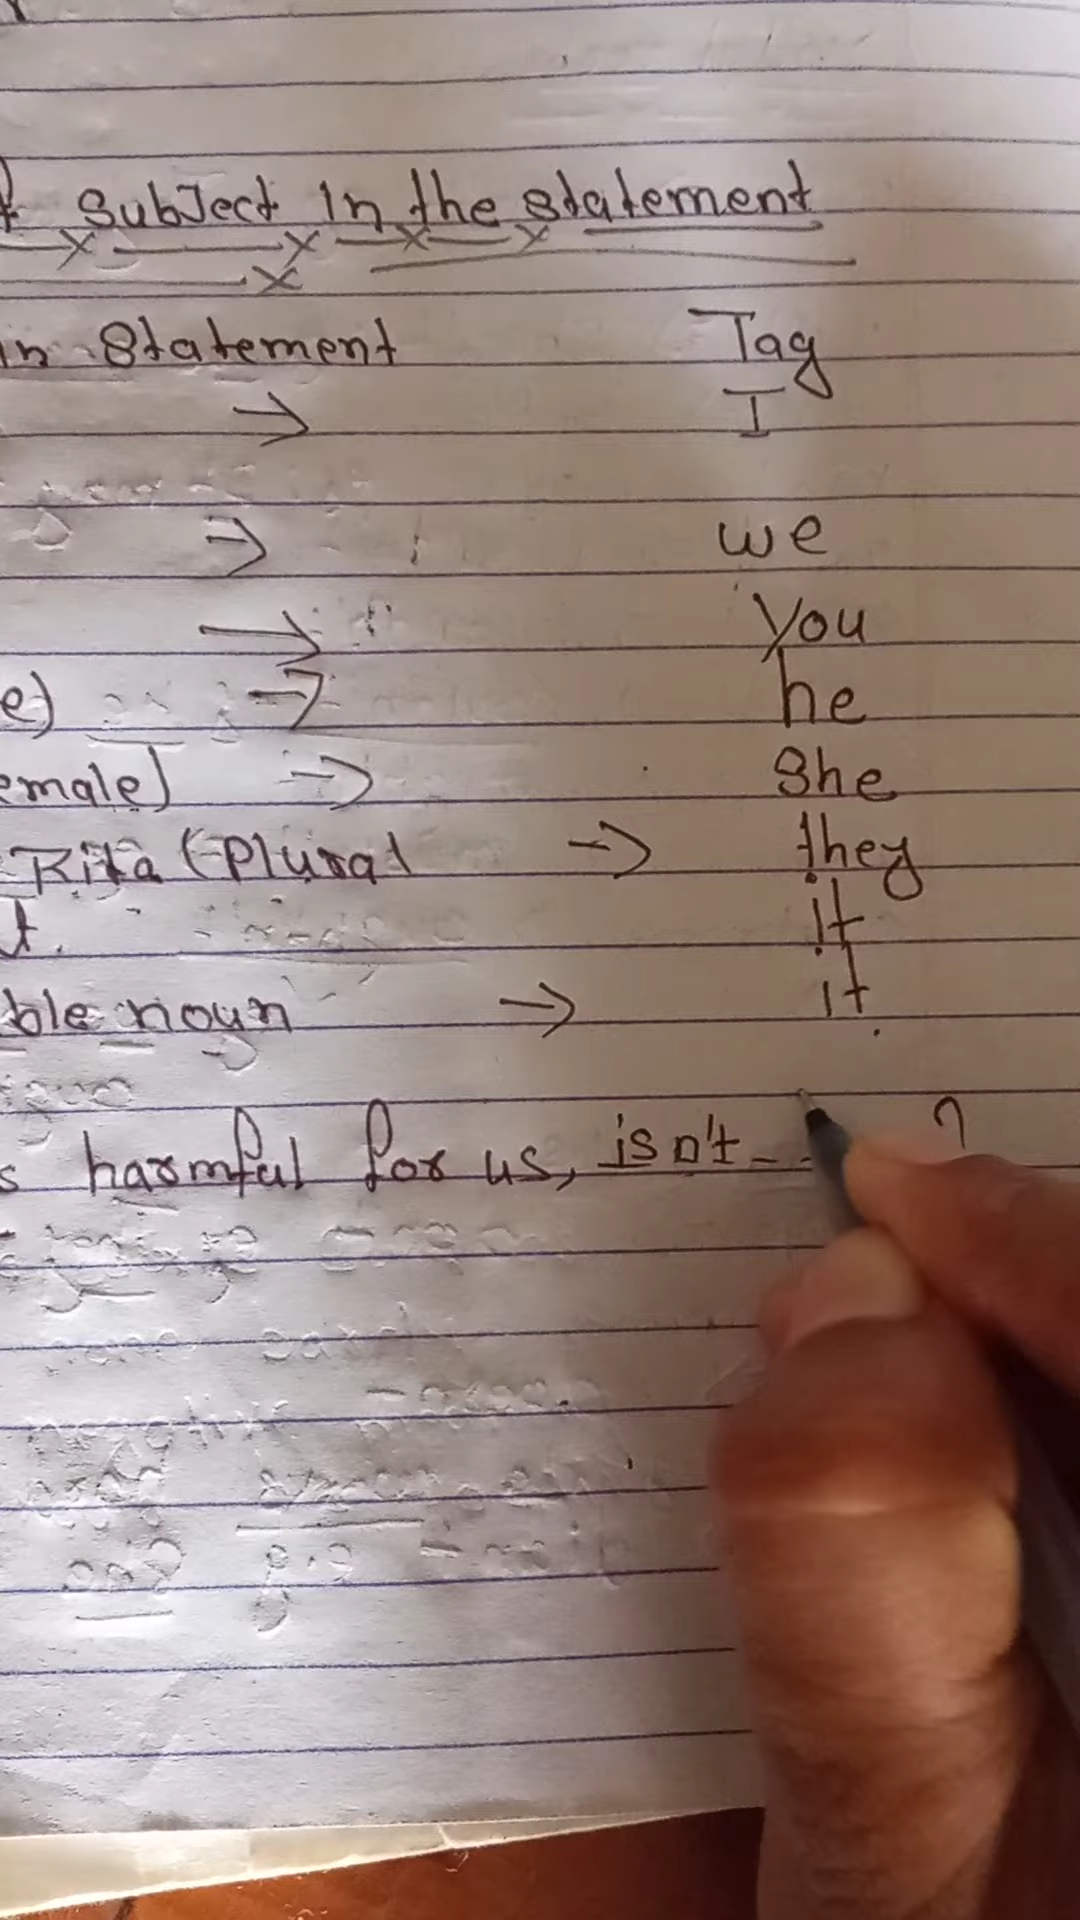 Subject in the statement
in Statement Tag
→ I
→ we
→ You
e) → he
emale) → She
Rita (Plural → they
t. it
ble noun → it
s harmful for us, isn't _ _ ?